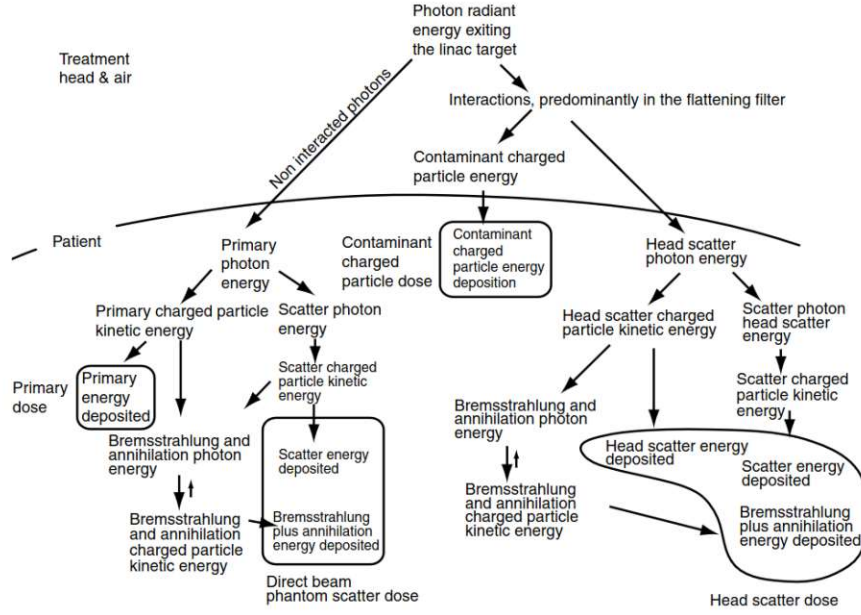 Photon radiant
energy exiting
the linac target
Treatment
head & air
Non interacted photons
Interactions, predominantly in the flattening filter
Contaminant charged
particle energy
Patient
Primary
photon
energy
Contaminant
charged
particle dose
Contaminant
charged
particle energy
deposition
Head scatter
photon energy
Primary charged particle
kinetic energy
Scatter photon
energy
Head scatter charged
particle kinetic energy
Scatter photon
head scatter
energy
Primary
dose
Primary
energy
deposited
Scatter charged
particle kinetic
energy
Scatter charged
particle kinetic
energy
Bremsstrahlung and
annihilation photon
energy
Scatter energy
deposited
Bremsstrahlung and
annihilation photon
energy
Head scatter energy
deposited
Scatter energy
deposited
Bremsstrahlung
and annihilation
charged particle
kinetic energy
Bremsstrahlung
plus annihilation
energy deposited
Bremsstrahlung
and annihilation
charged particle
kinetic energy
Bremsstrahlung
plus annihilation
energy deposited
Direct beam
phantom scatter dose
Head scatter dose